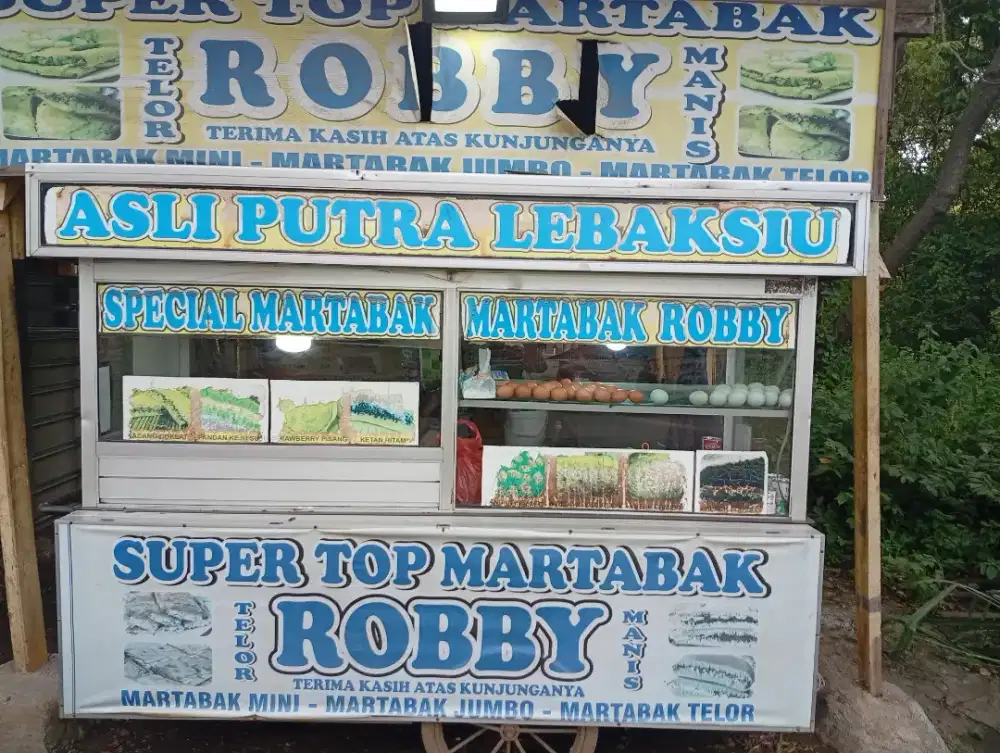 SUPER TOP MARTABAK
TELOR
ROBBY
MANIS
TERIMA KASIH ATAS KUNJUNGANYA
MARTABAK MINI - MARTABAK JUMBO - MARTABAK TELOR
ASLI PUTRA LEBAKSIU
SPECIAL MARTABAK
MARTABAK ROBBY
PANDAN KE
PISANG
KETAN HITAM
SUPER TOP MARTABAK
TELOR
ROBBY
MANIS
TERIMA KASIH ATAS KUNJUNGANYA
MARTABAK MINI - MARTABAK JUMBO - MARTABAK TELOR